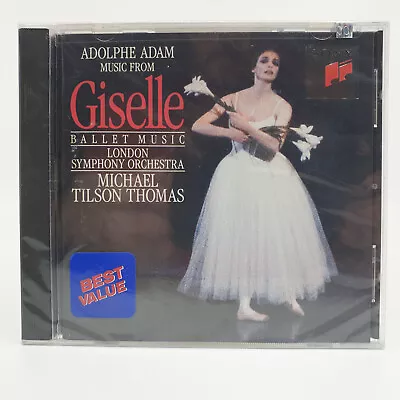 ADOLPHE ADAM
MUSIC FROM
Giselle
BALLET MUSIC
LONDON
SYMPHONY ORCHESTRA
MICHAEL
TILSON THOMAS
BEST
VALUE